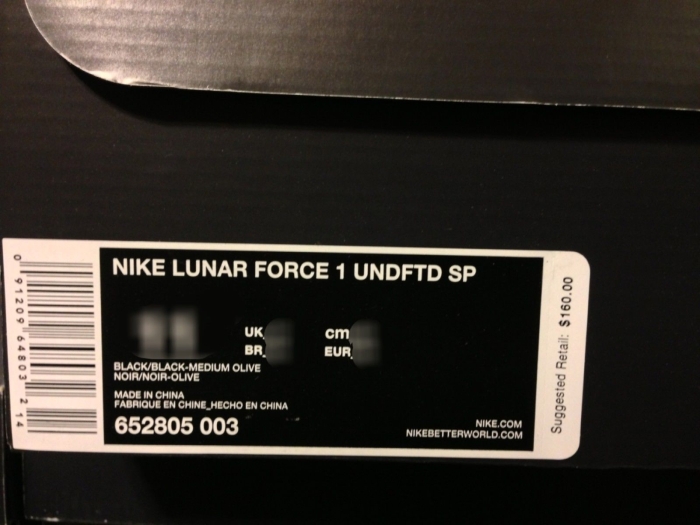 NIKE LUNAR FORCE 1 UNDFTD SP
UK
cm
BR
EUR
BLACK/BLACK-MEDIUM OLIVE
NOIR/NOIR-OLIVE
MADE IN CHINA
FABRIQUE EN CHINE_HECHO EN CHINA
652805 003
NIKE.COM
NIKEBETTERWORLD.COM
Suggested Retail: $160.00
0 91209 64803 2 14